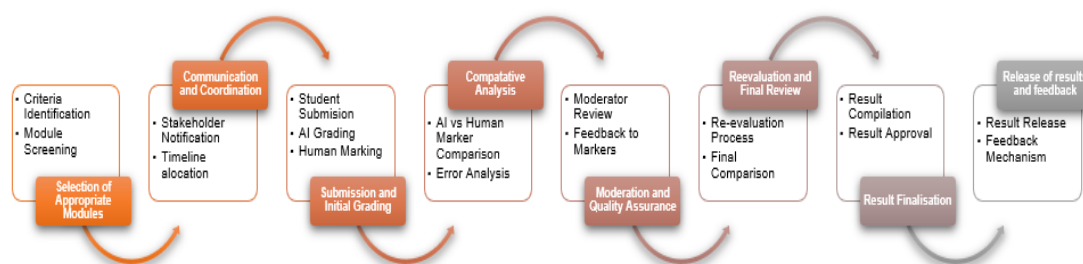 • Criteria
Identification
• Module
Screening
Selection of
Appropriate
Modules
Communication
and Coordination
• Stakeholder
Notification
• Timeline
alocation
• Student
Submision
• AI Grading
• Human Marking
Submission and
Initial Grading
Compatative
Analysis
• AI vs Human
Marker
Comparison
• Error Analysis
• Moderator
Review
• Feedback to
Markers
Moderation and
Quality Assurance
Reevaluation and
Final Review
• Re-evaluation
Process
• Final
Comparison
• Result
Compilation
• Result Approval
Result Finalisation
Release of result
and feedback
• Result Release
• Feedback
Mechanism